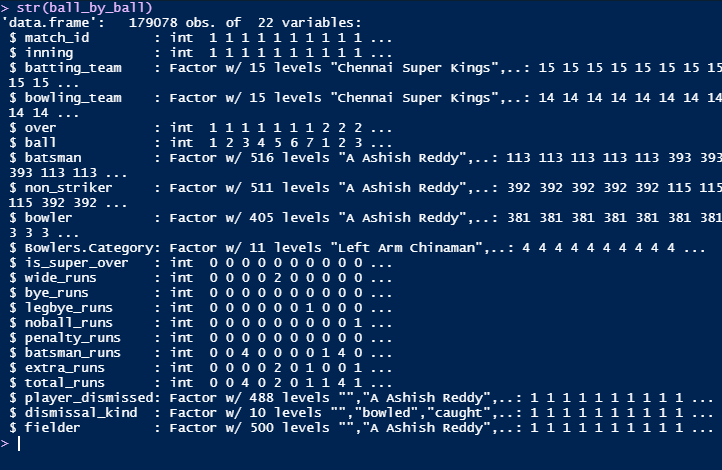 > str(ball_by_ball)
'data.frame':   179078 obs. of  22 variables:
 $ match_id         : int  1 1 1 1 1 1 1 1 1 1 ...
 $ inning           : int  1 1 1 1 1 1 1 1 1 1 ...
 $ batting_team     : Factor w/ 15 levels "Chennai Super Kings",..: 15 15 15 15 15 15 15 15
15 15 ...
 $ bowling_team     : Factor w/ 15 levels "Chennai Super Kings",..: 14 14 14 14 14 14 14 14
14 14 ...
 $ over             : int  1 1 1 1 1 1 1 2 2 2 ...
 $ ball             : int  1 2 3 4 5 6 7 1 2 3 ...
 $ batsman          : Factor w/ 516 levels "A Ashish Reddy",..: 113 113 113 113 113 393 393
393 113 113 ...
 $ non_striker      : Factor w/ 511 levels "A Ashish Reddy",..: 392 392 392 392 392 115 115
115 392 392 ...
 $ bowler           : Factor w/ 405 levels "A Ashish Reddy",..: 381 381 381 381 381 381 381
3 3 3 ...
 $ Bowlers.Category: Factor w/ 11 levels "Left Arm Chinaman",..: 4 4 4 4 4 4 4 4 4 4 ...
 $ is_super_over    : int  0 0 0 0 0 0 0 0 0 0 ...
 $ wide_runs        : int  0 0 0 0 2 0 0 0 0 0 ...
 $ bye_runs         : int  0 0 0 0 0 0 0 0 0 0 ...
 $ legbye_runs      : int  0 0 0 0 0 0 1 0 0 0 ...
 $ noball_runs      : int  0 0 0 0 0 0 0 0 0 1 ...
 $ penalty_runs     : int  0 0 0 0 0 0 0 0 0 0 ...
 $ batsman_runs     : int  0 0 4 0 0 0 0 1 4 0 ...
 $ extra_runs       : int  0 0 0 0 2 0 1 0 0 1 ...
 $ total_runs       : int  0 0 4 0 2 0 1 1 4 1 ...
 $ player_dismissed: Factor w/ 488 levels "","A Ashish Reddy",..: 1 1 1 1 1 1 1 1 1 1 ...
 $ dismissal_kind   : Factor w/ 10 levels "","bowled","caught",..: 1 1 1 1 1 1 1 1 1 1 ...
 $ fielder          : Factor w/ 500 levels "","A Ashish Reddy",..: 1 1 1 1 1 1 1 1 1 1 ...
>